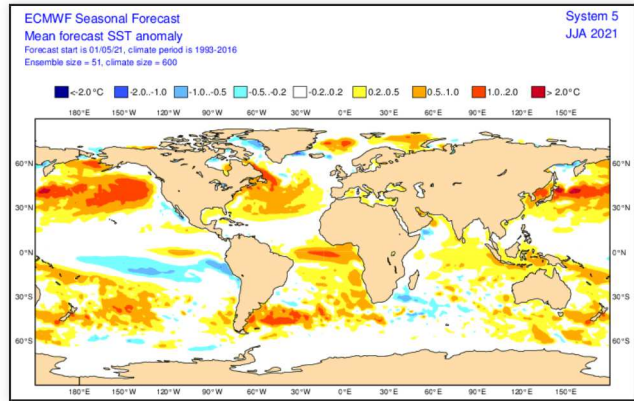 ECMWF Seasonal Forecast
System 5
Mean forecast SST anomaly
JJA 2021
Forecast start is 01/05/21, climate period is 1993-2016
Ensemble size = 51, climate size = 600
<-2.0°C -2.0..-1.0 -1.0..-0.5 -0.5..-0.2 -0.2..0.2 0.2..0.5 0.5..1.0 1.0..2.0 > 2.0°C
180°E 150°W 120°W 90°W 60°W 30°W 0°E 30°E 60°E 90°E 120°E 150°E
60°N 60°N
30°N 30°N
0°N 0°N
30°S 30°S
60°S 60°S
180°E 150°W 120°W 90°W 60°W 30°W 0°E 30°E 60°E 90°E 120°E 150°E